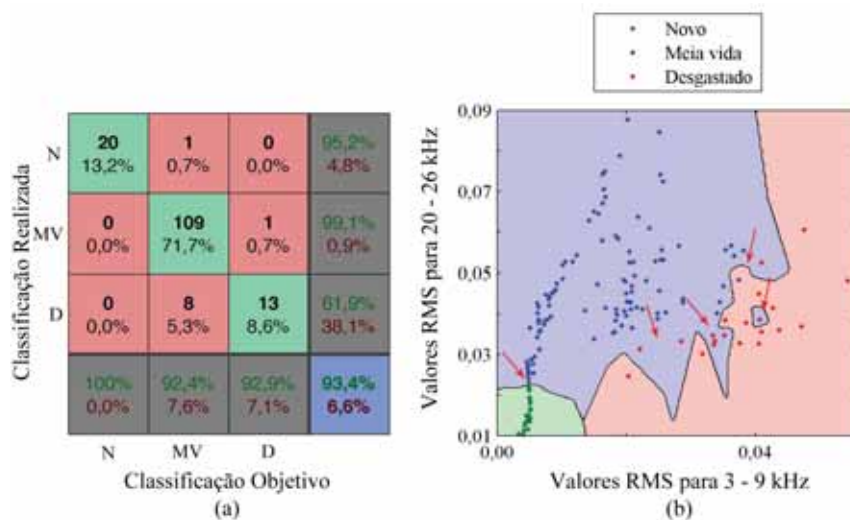 Novo
Meia vida
Desgastado
Classificação Realizada
N
20
13,2%
1
0,7%
0
0,0%
95,2%
4,8%
MV
0
0,0%
109
71,7%
1
0,7%
99,1%
0,9%
D
0
0,0%
8
5,3%
13
8,6%
61,9%
38,1%
100%
0,0%
92,4%
7,6%
92,9%
7,1%
93,4%
6,6%
N MV D
Classificação Objetivo
(a)
Valores RMS para 20 - 26 kHz
0,09
0,07
0,05
0,03
0,01
0,00 0,02 0,04
Valores RMS para 3 - 9 kHz
(b)